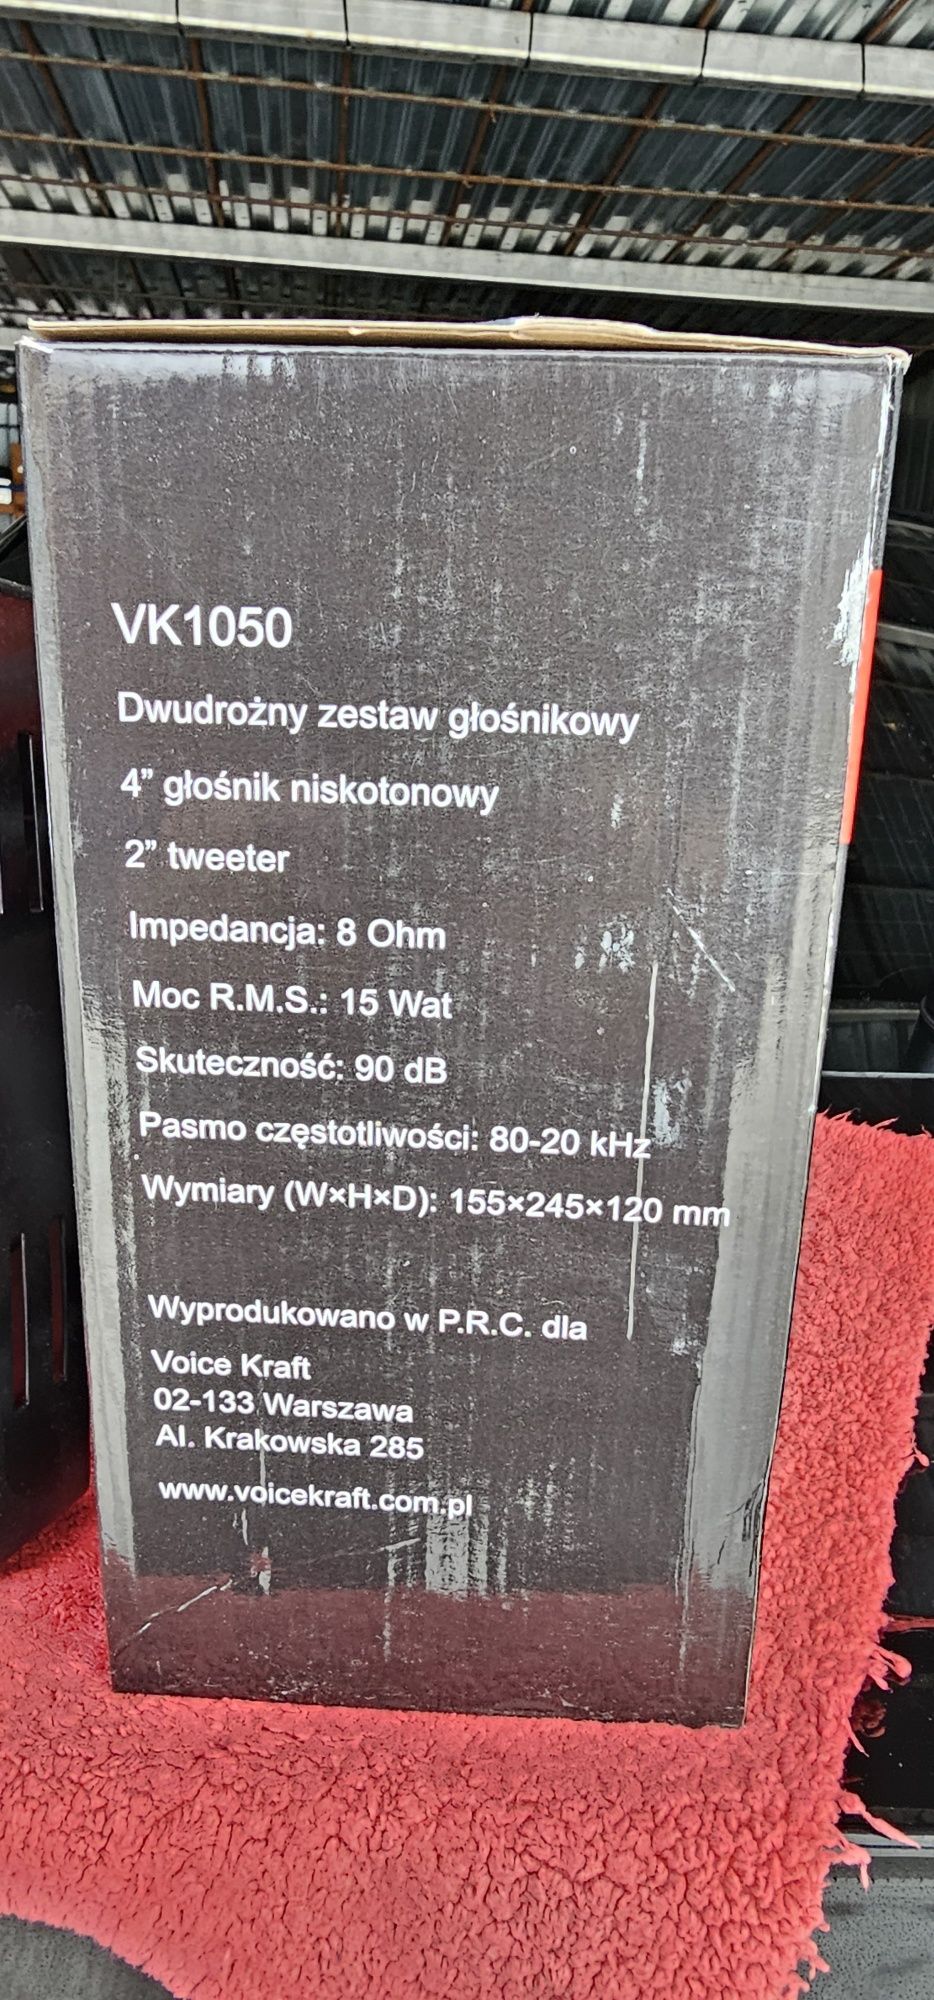 VK1050
Dwudrożny zestaw głośnikowy
4” głośnik niskotonowy
2” tweeter
Impedancja: 8 Ohm
Moc R.M.S.: 15 Wat
Skuteczność: 90 dB
Pasmo częstotliwości: 80-20 kHz
Wymiary (W×H×D): 155×245×120 mm
Wyprodukowano w P.R.C. dla
Voice Kraft
02-133 Warszawa
Al. Krakowska 285
www.voicekraft.com.pl